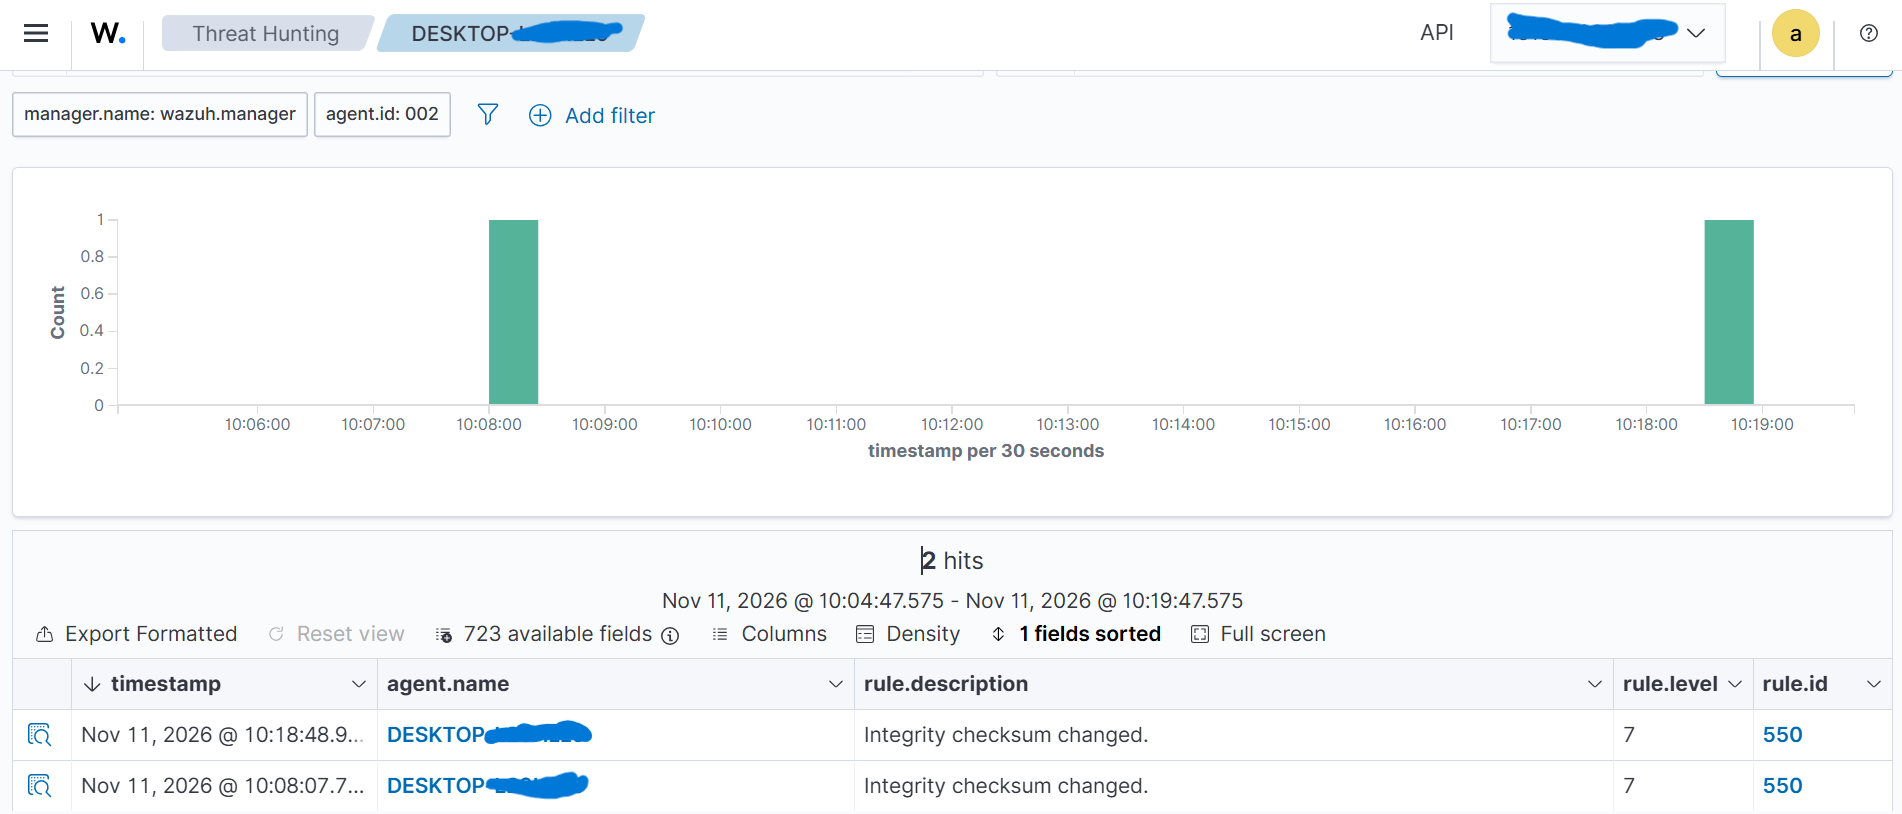 W. Threat Hunting DESKTOP- API a
manager.name: wazuh.manager agent.id: 002 Add filter
1
0.8
0.6
0.4
0.2
0
Count
10:06:00 10:07:00 10:08:00 10:09:00 10:10:00 10:11:00 10:12:00 10:13:00 10:14:00 10:15:00 10:16:00 10:17:00 10:18:00 10:19:00
timestamp per 30 seconds
2 hits
Nov 11, 2026 @ 10:04:47.575 - Nov 11, 2026 @ 10:19:47.575
Export Formatted Reset view 723 available fields Columns Density 1 fields sorted Full screen
timestamp agent.name rule.description rule.level rule.id
Nov 11, 2026 @ 10:18:48.9... DESKTOP- Integrity checksum changed. 7 550
Nov 11, 2026 @ 10:08:07.7... DESKTOP- Integrity checksum changed. 7 550